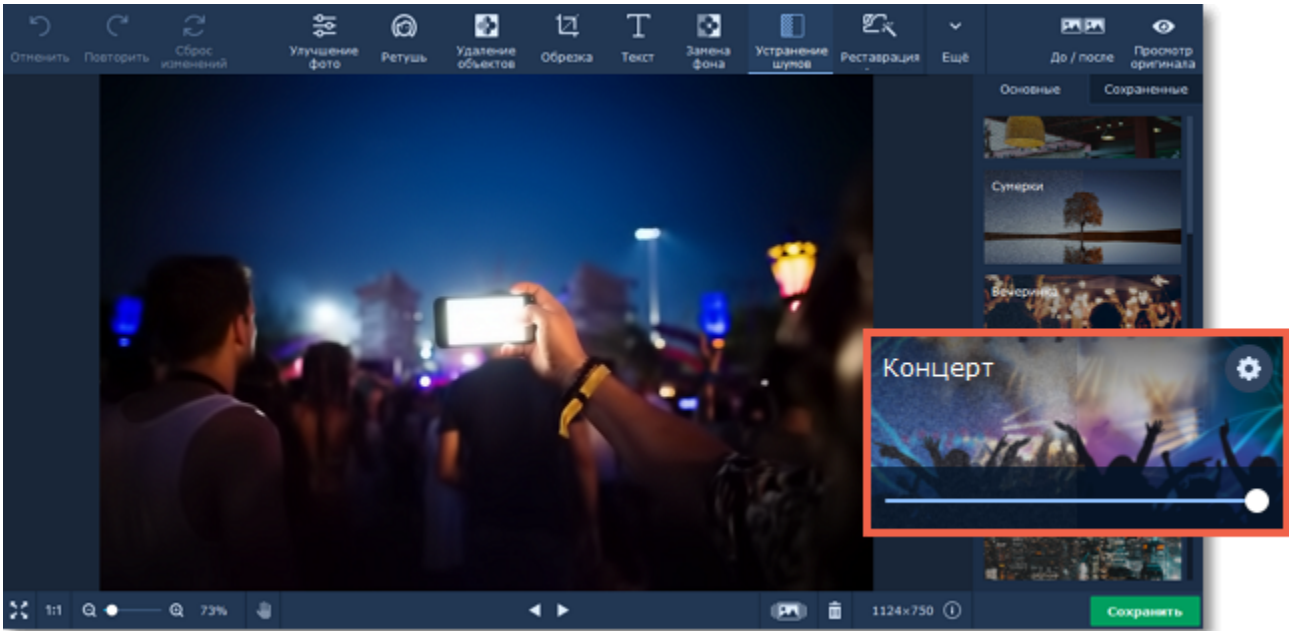 Отменить
Повторить
Сброс
изменений
Улучшение
фото
Ретушь
Удаление
объектов
Обрезка
Текст
Замена
фона
Устранение
шумов
Реставрация
Ещё
До / после
Просмотр
оригинала
Основные
Сохраненные
Сумерки
Вечеринка
Концерт
1:1
73%
1124×750
Сохранить